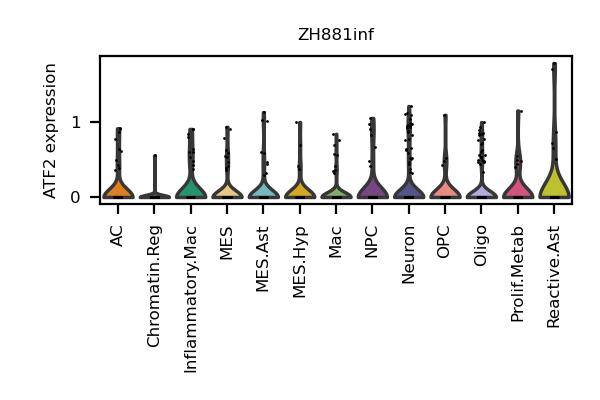 ZH881inf
ATF2 expression
1
0
AC
Chromatin.Reg
Inflammatory.Mac
MES
MES.Ast
MES.Hyp
Mac
NPC
Neuron
OPC
Oligo
Prolif.Metab
Reactive.Ast